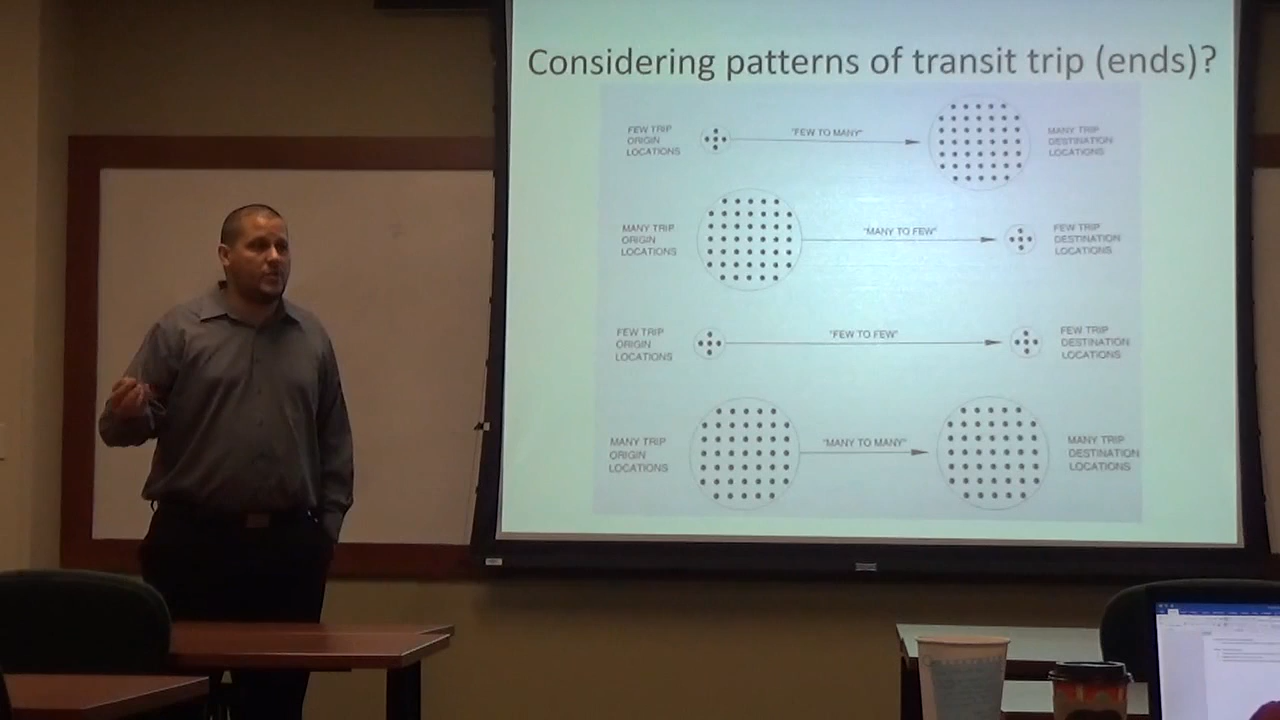 Considering patterns of transit trip (ends)?
FEW TRIP
ORIGIN
LOCATIONS
"FEW TO MANY"
MANY TRIP
DESTINATION
LOCATIONS
MANY TRIP
ORIGIN
LOCATIONS
"MANY TO FEW"
FEW TRIP
DESTINATION
LOCATIONS
FEW TRIP
ORIGIN
LOCATIONS
"FEW TO FEW"
FEW TRIP
DESTINATION
LOCATIONS
MANY TRIP
ORIGIN
LOCATIONS
"MANY TO MANY"
MANY TRIP
DESTINATION
LOCATIONS